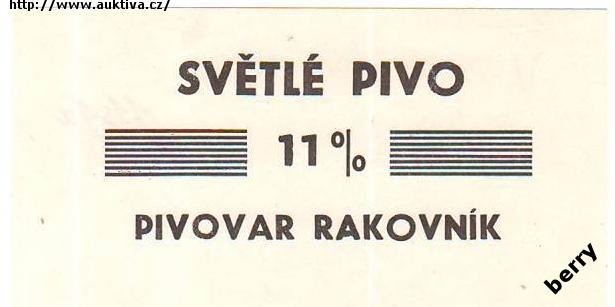 http://www.auktiva.cz/
SVĚTLÉ PIVO
11%
PIVOVAR RAKOVNÍK
berry